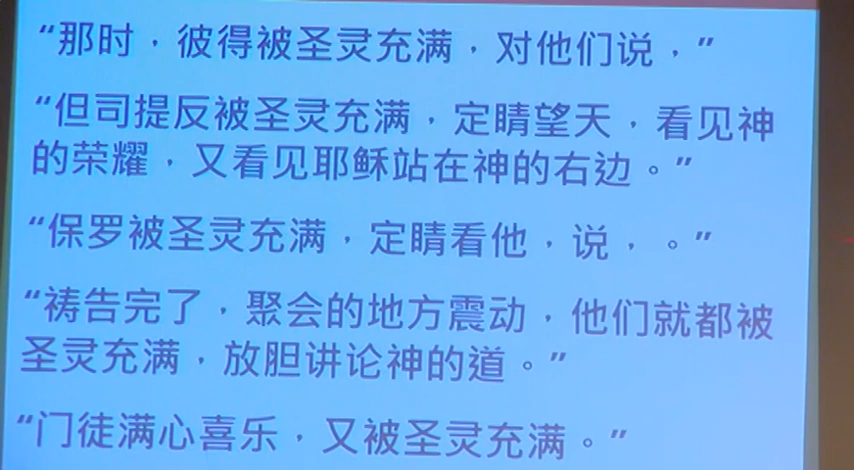 “那时，彼得被圣灵充满，对他们说，”
“但司提反被圣灵充满，定睛望天，看见神
的荣耀，又看见耶稣站在神的右边。”
“保罗被圣灵充满，定睛看他，说，。”
“祷告完了，聚会的地方震动，他们就都被
圣灵充满，放胆讲论神的道。”
“门徒满心喜乐，又被圣灵充满。”